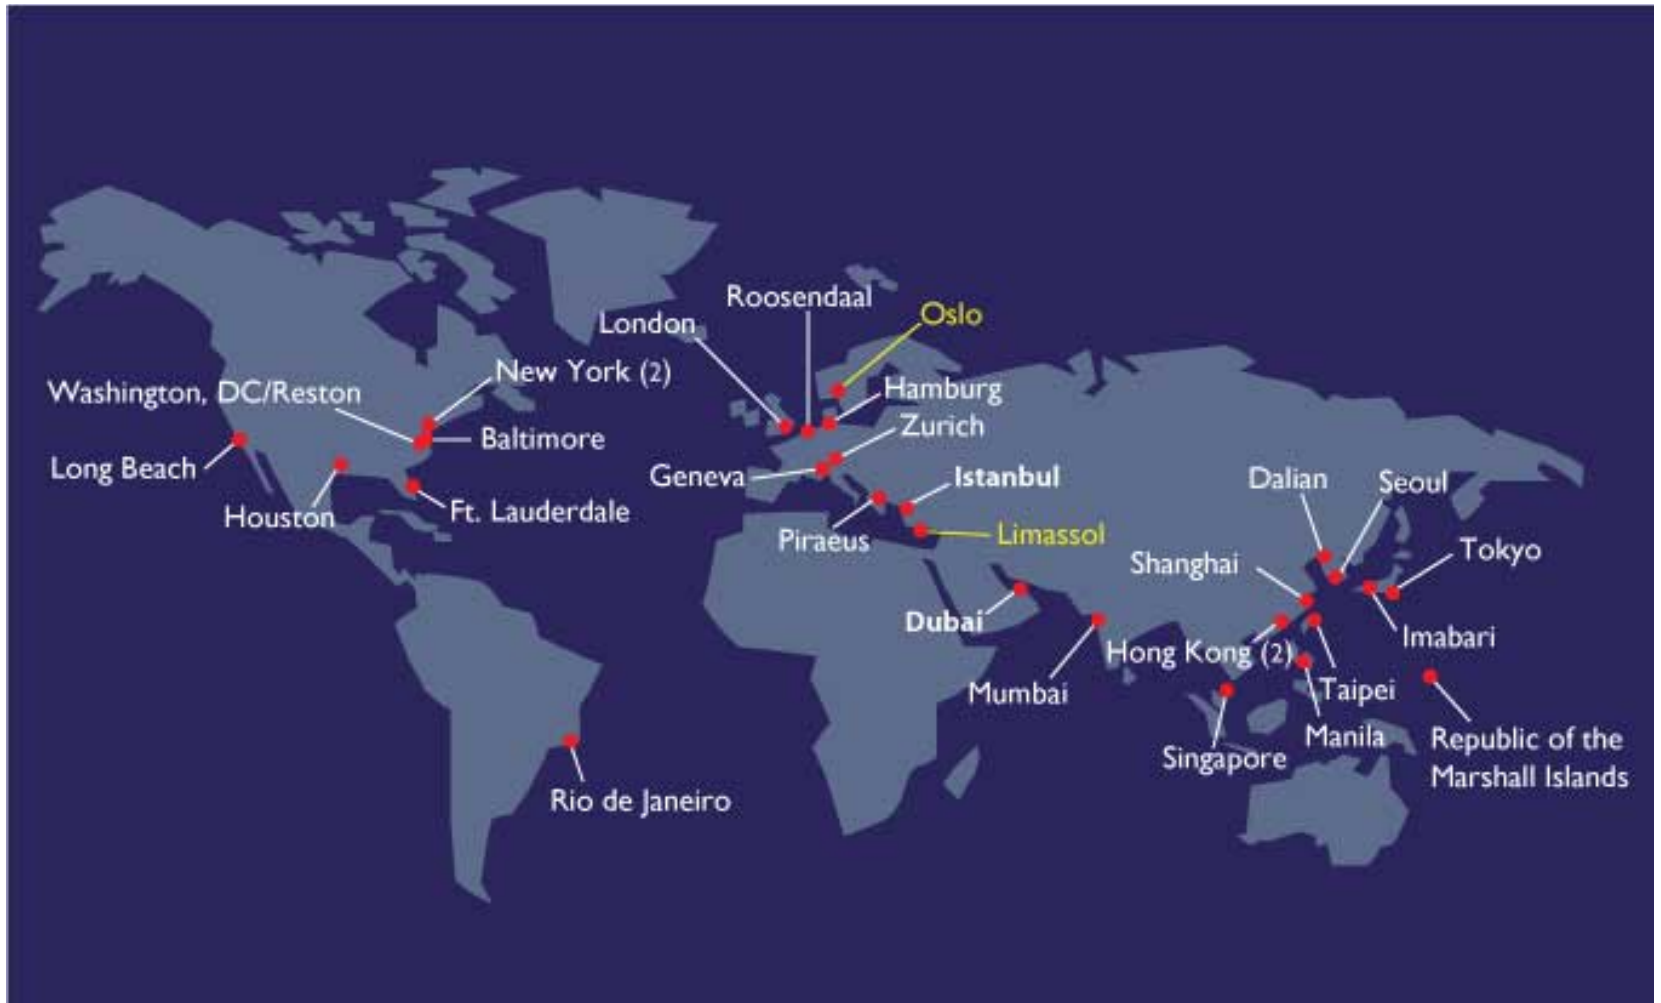 Roosendaal
Oslo
London
New York (2)
Hamburg
Washington, DC/Reston
Zurich
Baltimore
Long Beach
Geneva
Istanbul
Dalian
Seoul
Houston
Ft. Lauderdale
Piraeus
Limassol
Tokyo
Shanghai
Dubai
Imabari
Hong Kong (2)
Mumbai
Taipei
Manila
Republic of the
Marshall Islands
Singapore
Rio de Janeiro